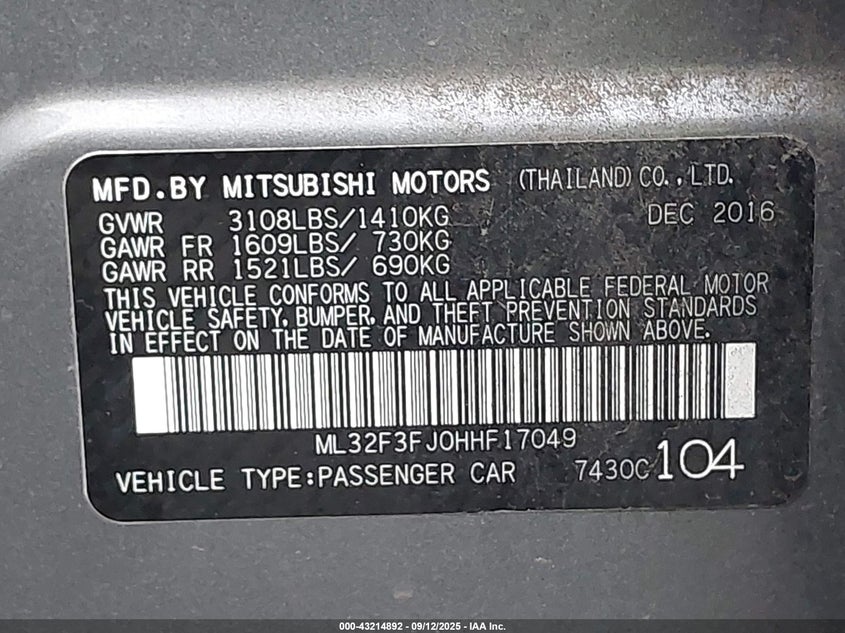 MFD.BY MITSUBISHI MOTORS (THAILAND) CO.,LTD.
GVWR 3108LBS/1410KG DEC 2016
GAWR FR 1609LBS/ 730KG
GAWR RR 1521LBS/ 690KG
THIS VEHICLE CONFORMS TO ALL APPLICABLE FEDERAL MOTOR
VEHICLE SAFETY, BUMPER, AND THEFT PREVENTION STANDARDS
IN EFFECT ON THE DATE OF MANUFACTURE SHOWN ABOVE.
ML32F3FJ0HHF17049
VEHICLE TYPE:PASSENGER CAR 7430C104
000-43214892 - 09/12/2025 - IAA Inc.